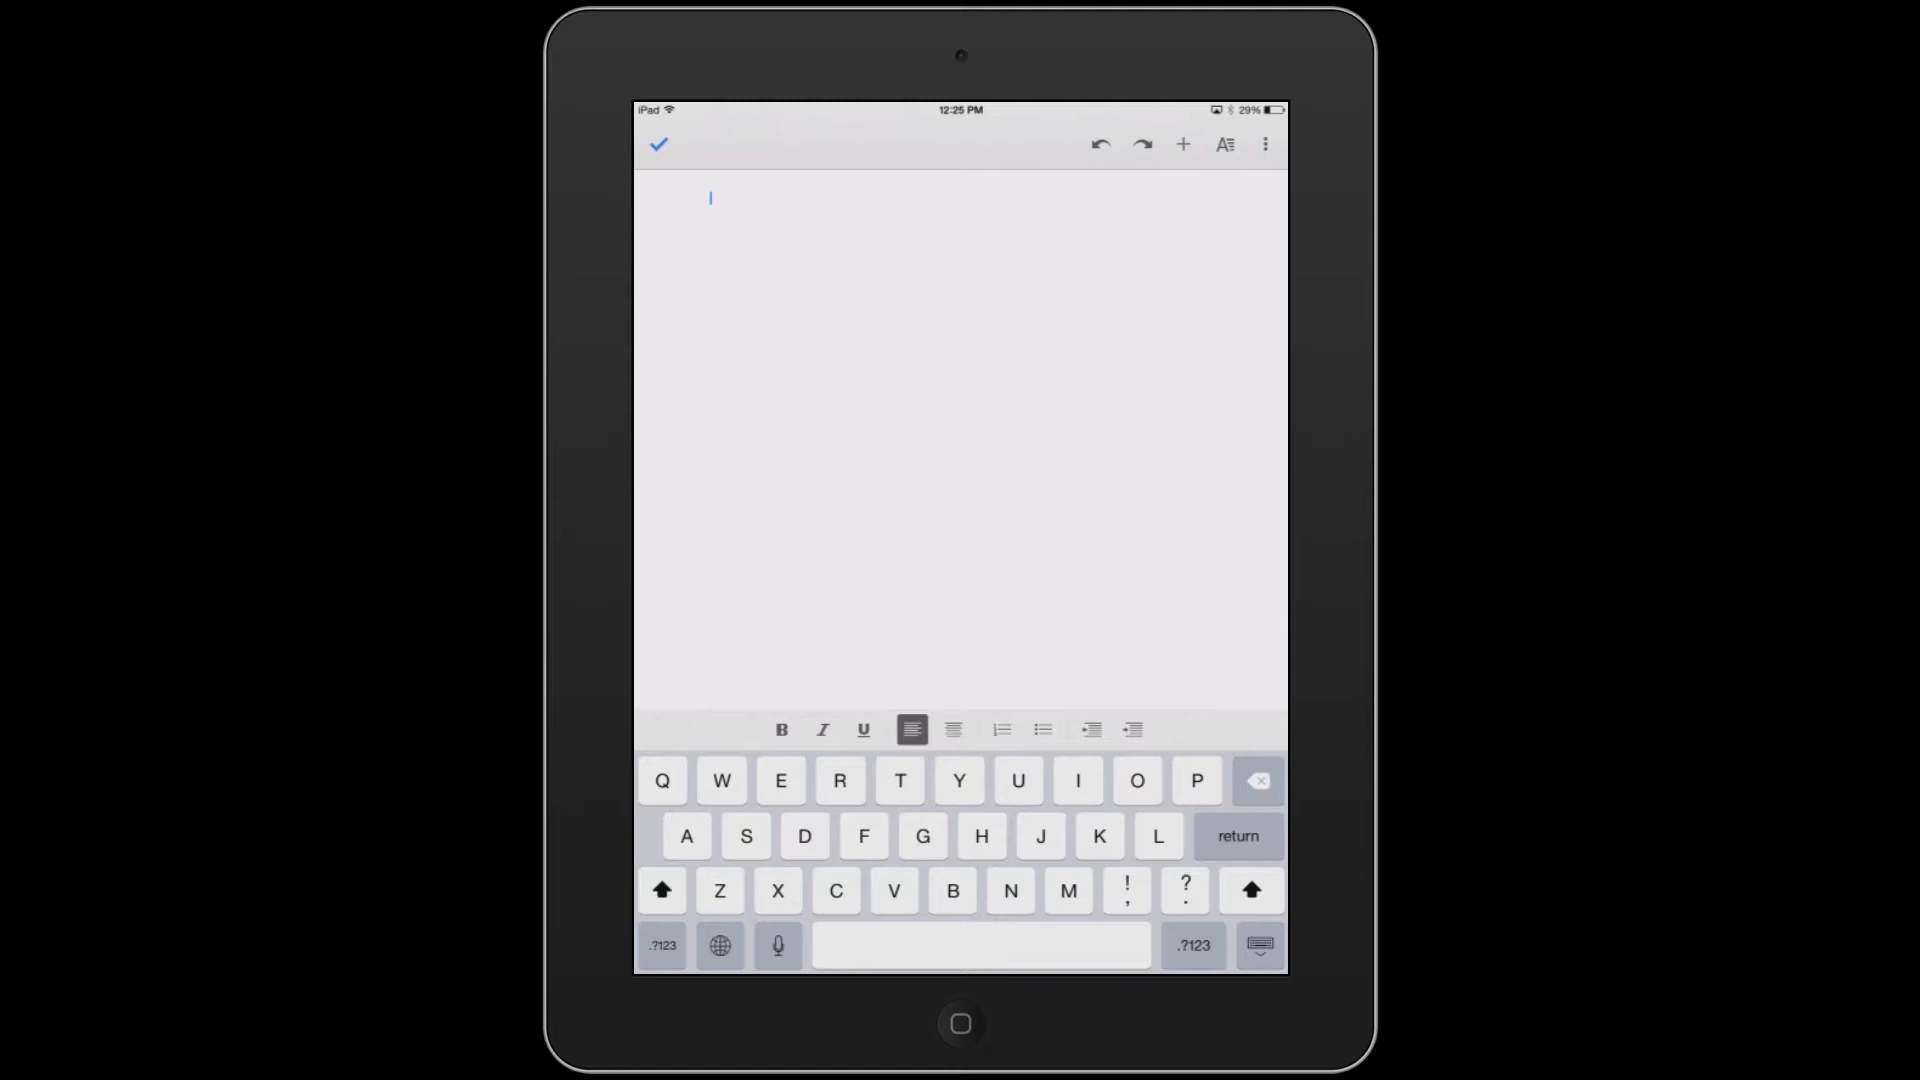 iPad 12:25 PM 29%
A
B I U
Q W E R T Y U I O P
A S D F G H J K L return
Z X C V B N M ! , ? .
.?123 .?123